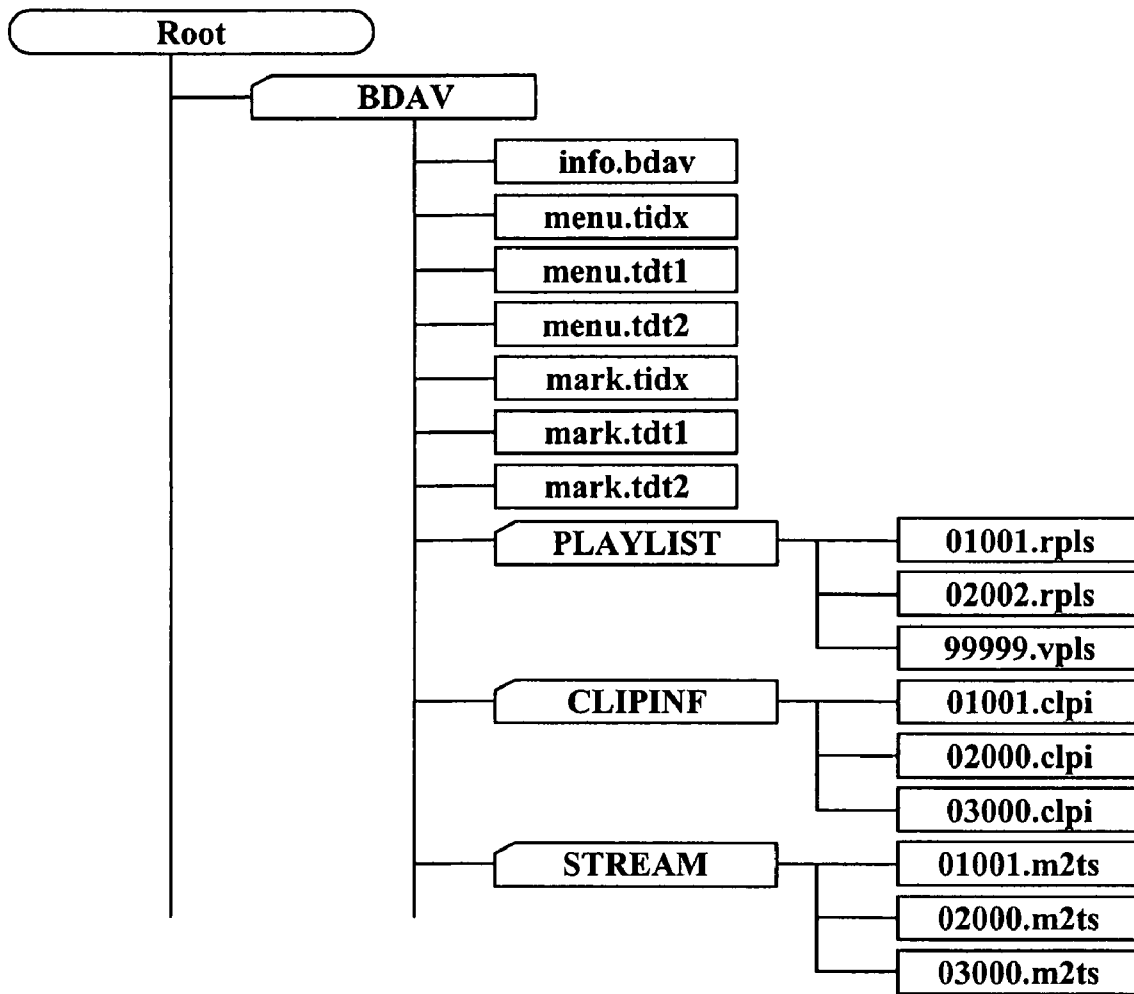 Root
BDAV
info.bdav
menu.tidx
menu.tdt1
menu.tdt2
mark.tidx
mark.tdt1
mark.tdt2
PLAYLIST
01001.rpls
02002.rpls
99999.vpls
CLIPINF
01001.clpi
02000.clpi
03000.clpi
STREAM
01001.m2ts
02000.m2ts
03000.m2ts